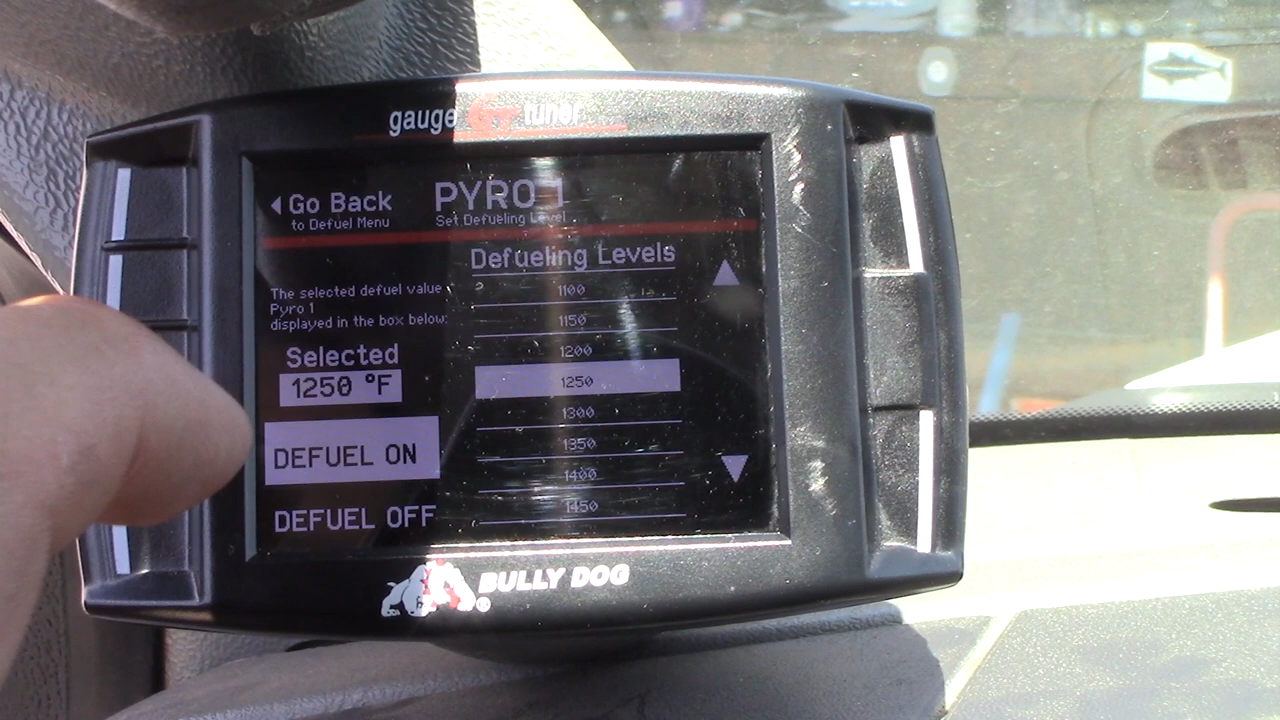 gauge GT tuner
Go Back
to Defuel Menu
PYRO 1
Set Defueling Level
Defueling Levels
1100
1150
1200
1250
1300
1350
1400
1450
The selected defuel value
Pyro 1
displayed in the box below:
Selected
1250 °F
DEFUEL ON
DEFUEL OFF
BULLY DOG
®